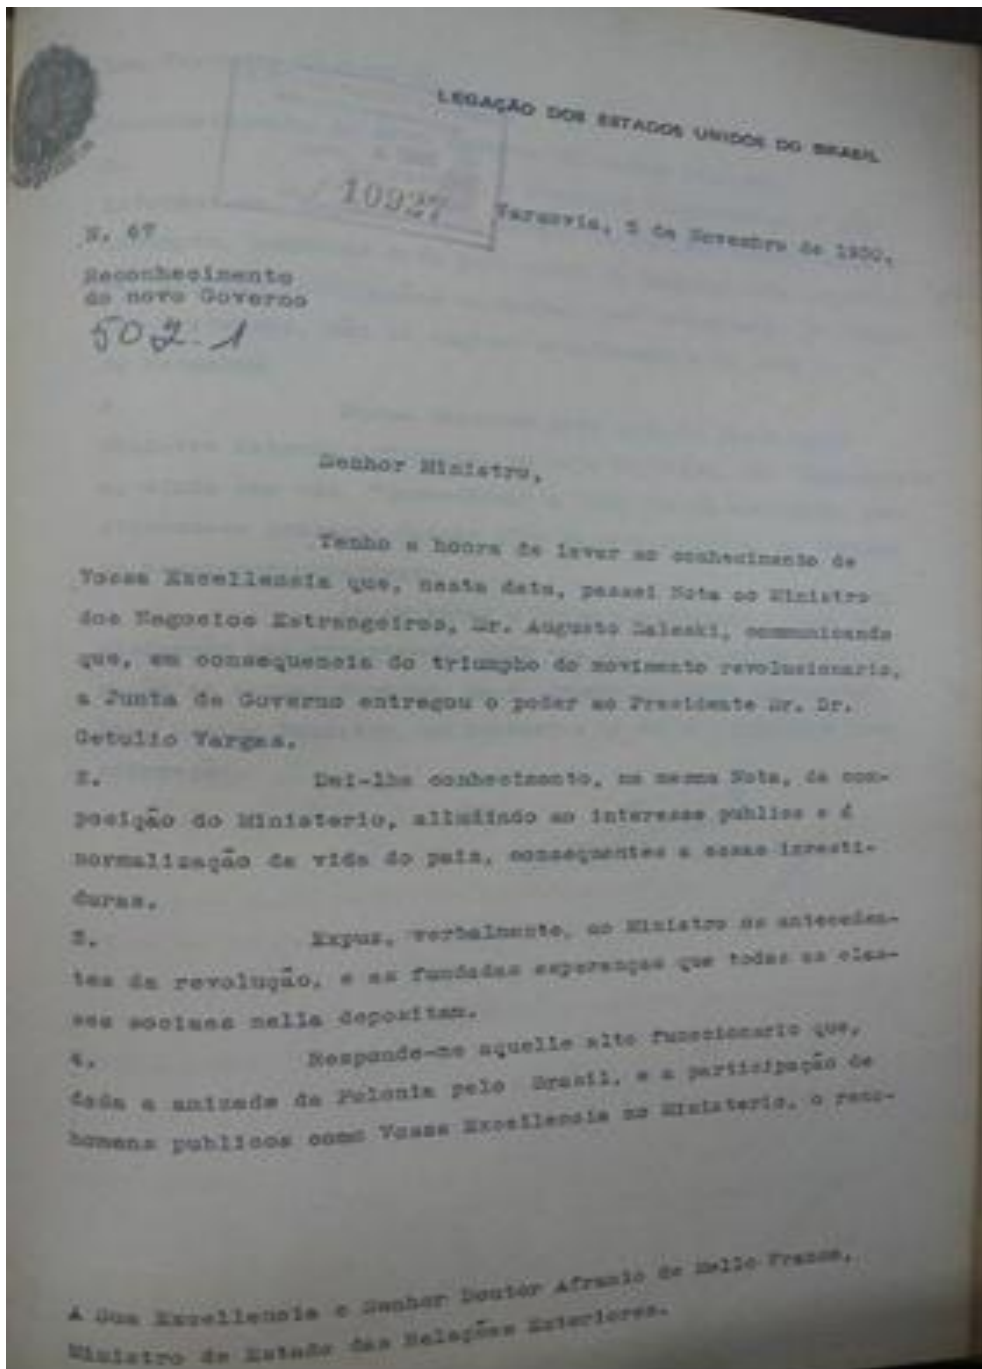 LEGAÇÃO DOS ESTADOS UNIDOS DO BRASIL
10927
Varsovia, 5 de Novembro de 1930.
N. 67
Reconhecimento
do novo Governo
502.1
Senhor Ministro,
Tenho a honra de levar ao conhecimento de
Vossa Excellencia que, nesta data, passei Nota ao Ministro
dos Negocios Estrangeiros, Sr. Augusto Zaleski, communicando
que, em consequencia do triumpho do movimento revolucionario,
a Junta de Governo entregou o poder ao Presidente Sr. Dr.
Getulio Vargas.
2. Dei-lhe conhecimento, na mesma Nota, da com-
posição do Ministerio, alludindo ao interesse publico e á
normalização da vida do paiz, consequentes a essas investi-
duras.
3. Expus, verbalmente, ao Ministro os anteceden-
tes da revolução, e as fundadas esperanças que todas as clas-
ses sociaes nella depositam.
4. Responde-me aquelle alto funccionario que,
dada a amizade da Polonia pelo Brasil, e a participação de
homens publicos como Vossa Excellencia no Ministerio, o reco-
A Sua Excellencia o Senhor Doutor Afranio de Mello Franco,
Ministro de Estado das Relações Exteriores.